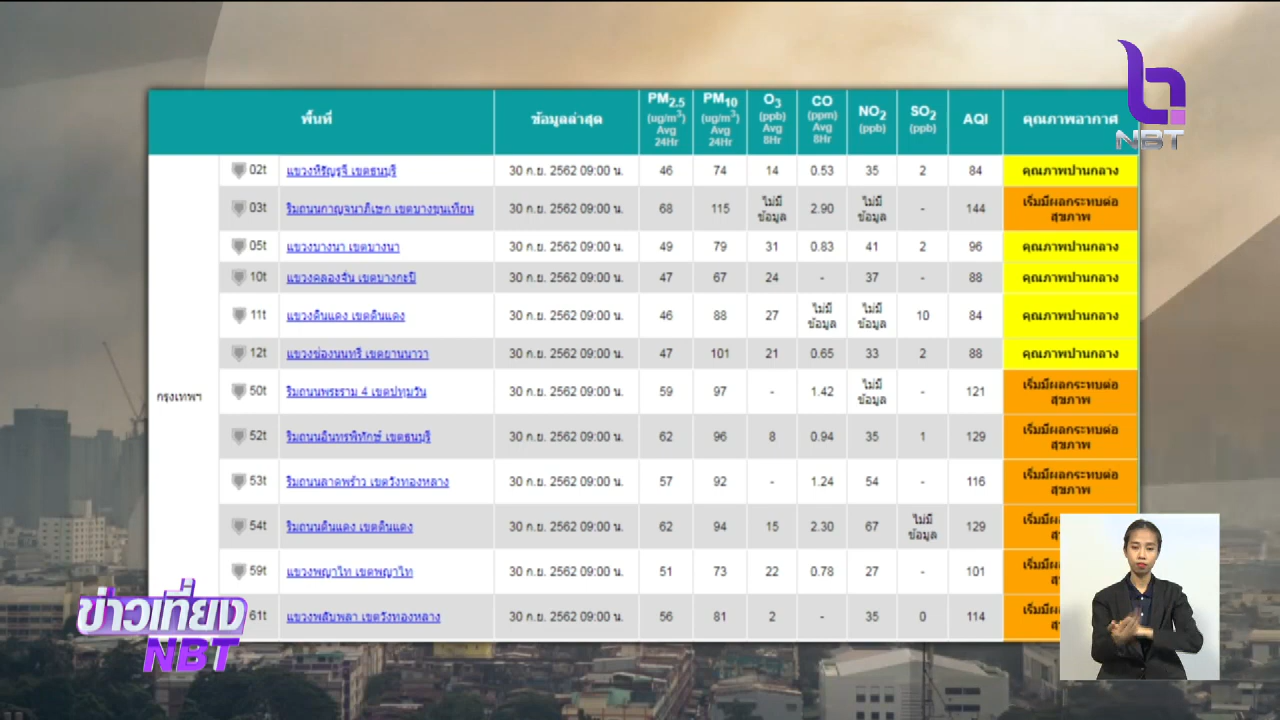 พื้นที่ ข้อมูลล่าสุด PM2.5 (ug/m3) Avg 24Hr PM10 (ug/m3) Avg 24Hr O3 (ppb) Avg 8Hr CO (ppm) Avg 8Hr NO2 (ppb) SO2 (ppb) AQI คุณภาพอากาศ
NBT
กรุงเทพฯ
02t แขวงหิรัญรูจี เขตธนบุรี 30 ก.ย. 2562 09:00 น. 46 74 14 0.53 35 2 84 คุณภาพปานกลาง
03t ริมถนนกาญจนาภิเษก เขตบางขุนเทียน 30 ก.ย. 2562 09:00 น. 68 115 ไม่มีข้อมูล 2.90 ไม่มีข้อมูล - 144 เริ่มมีผลกระทบต่อสุขภาพ
05t แขวงบางนา เขตบางนา 30 ก.ย. 2562 09:00 น. 49 79 31 0.83 41 2 96 คุณภาพปานกลาง
10t แขวงคลองจั่น เขตบางกะปิ 30 ก.ย. 2562 09:00 น. 47 67 24 - 37 - 88 คุณภาพปานกลาง
11t แขวงดินแดง เขตดินแดง 30 ก.ย. 2562 09:00 น. 46 88 27 ไม่มีข้อมูล ไม่มีข้อมูล 10 84 คุณภาพปานกลาง
12t แขวงช่องนนทรี เขตยานนาวา 30 ก.ย. 2562 09:00 น. 47 101 21 0.65 33 2 88 คุณภาพปานกลาง
50t ริมถนนพระราม 4 เขตปทุมวัน 30 ก.ย. 2562 09:00 น. 59 97 - 1.42 ไม่มีข้อมูล - 121 เริ่มมีผลกระทบต่อสุขภาพ
52t ริมถนนอินทรพิทักษ์ เขตธนบุรี 30 ก.ย. 2562 09:00 น. 62 96 8 0.94 35 1 129 เริ่มมีผลกระทบต่อสุขภาพ
53t ริมถนนลาดพร้าว เขตวังทองหลาง 30 ก.ย. 2562 09:00 น. 57 92 - 1.24 54 - 116 เริ่มมีผลกระทบต่อสุขภาพ
54t ริมถนนดินแดง เขตดินแดง 30 ก.ย. 2562 09:00 น. 62 94 15 2.30 67 ไม่มีข้อมูล 129 เริ่มมี
59t แขวงพญาไท เขตพญาไท 30 ก.ย. 2562 09:00 น. 51 73 22 0.78 27 - 101 เริ่มมี
61t แขวงพลับพลา เขตวังทองหลาง 30 ก.ย. 2562 09:00 น. 56 81 2 - 35 0 114 เริ่มมี
ข่าวเที่ยง
NBT